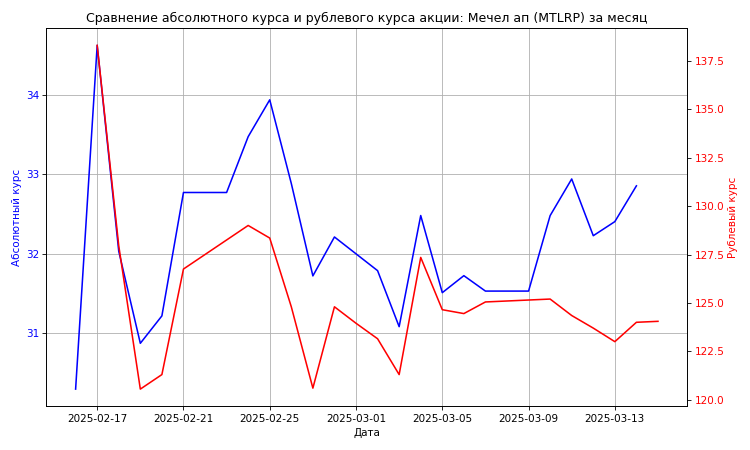 Сравнение абсолютного курса и рублевого курса акции: Мечел ап (MTLRP) за месяц
34
33
32
31
Абсолютный курс
137.5
135.0
132.5
130.0
127.5
125.0
122.5
120.0
Рублевый курс
2025-02-17 2025-02-21 2025-02-25 2025-03-01 2025-03-05 2025-03-09 2025-03-13
Дата